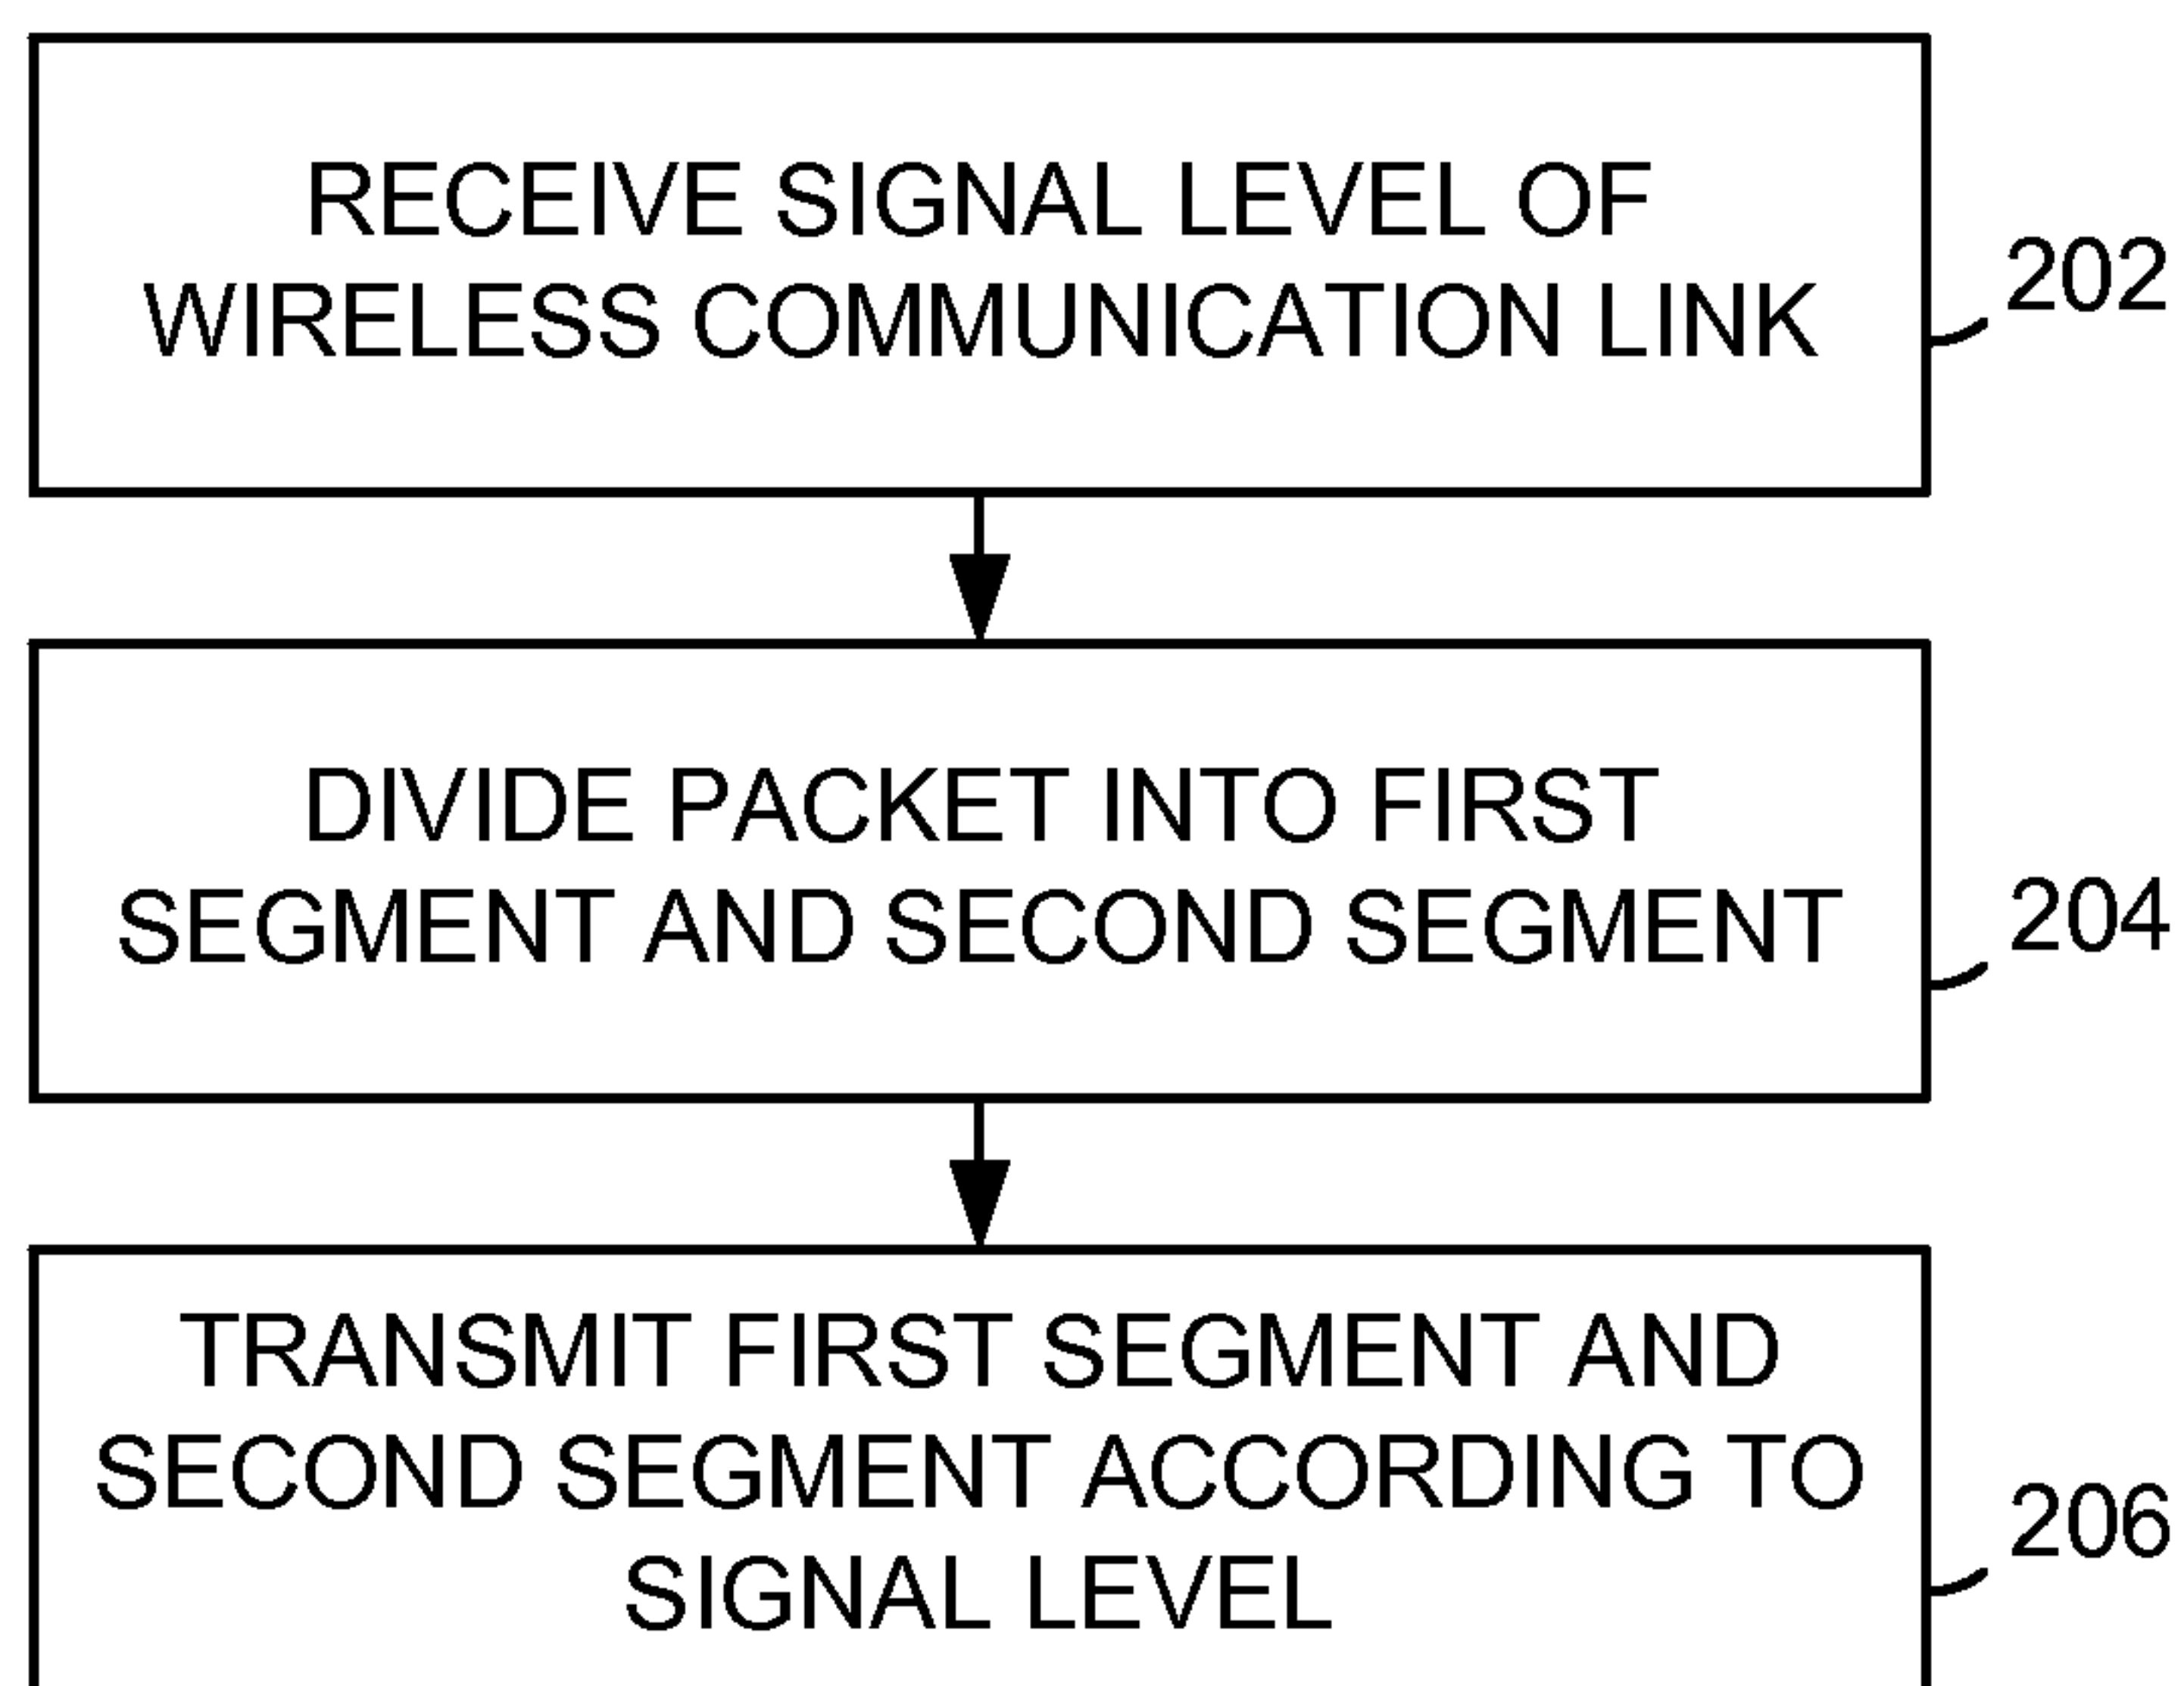 RECEIVE SIGNAL LEVEL OF
WIRELESS COMMUNICATION LINK
202
DIVIDE PACKET INTO FIRST
SEGMENT AND SECOND SEGMENT
204
TRANSMIT FIRST SEGMENT AND
SECOND SEGMENT ACCORDING TO
SIGNAL LEVEL
206